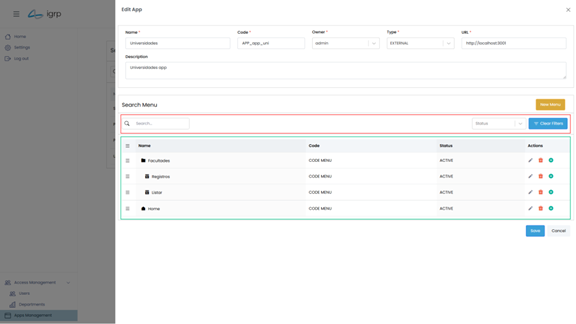 igrp
Edit App
Home
Settings
Log out
Name *
Code *
Owner *
Type *
URL *
Universidades
APP_app_uni
admin
EXTERNAL
http://localhost:3001
Description
Universidades app
Search Menu
New Menu
Search...
Status
Clear Filters
Name
Code
Status
Actions
Facultades
CODE MENU
ACTIVE
Registros
CODE MENU
ACTIVE
Listar
CODE MENU
ACTIVE
Home
CODE MENU
ACTIVE
Save
Cancel
Access Management
Users
Departments
Apps Management